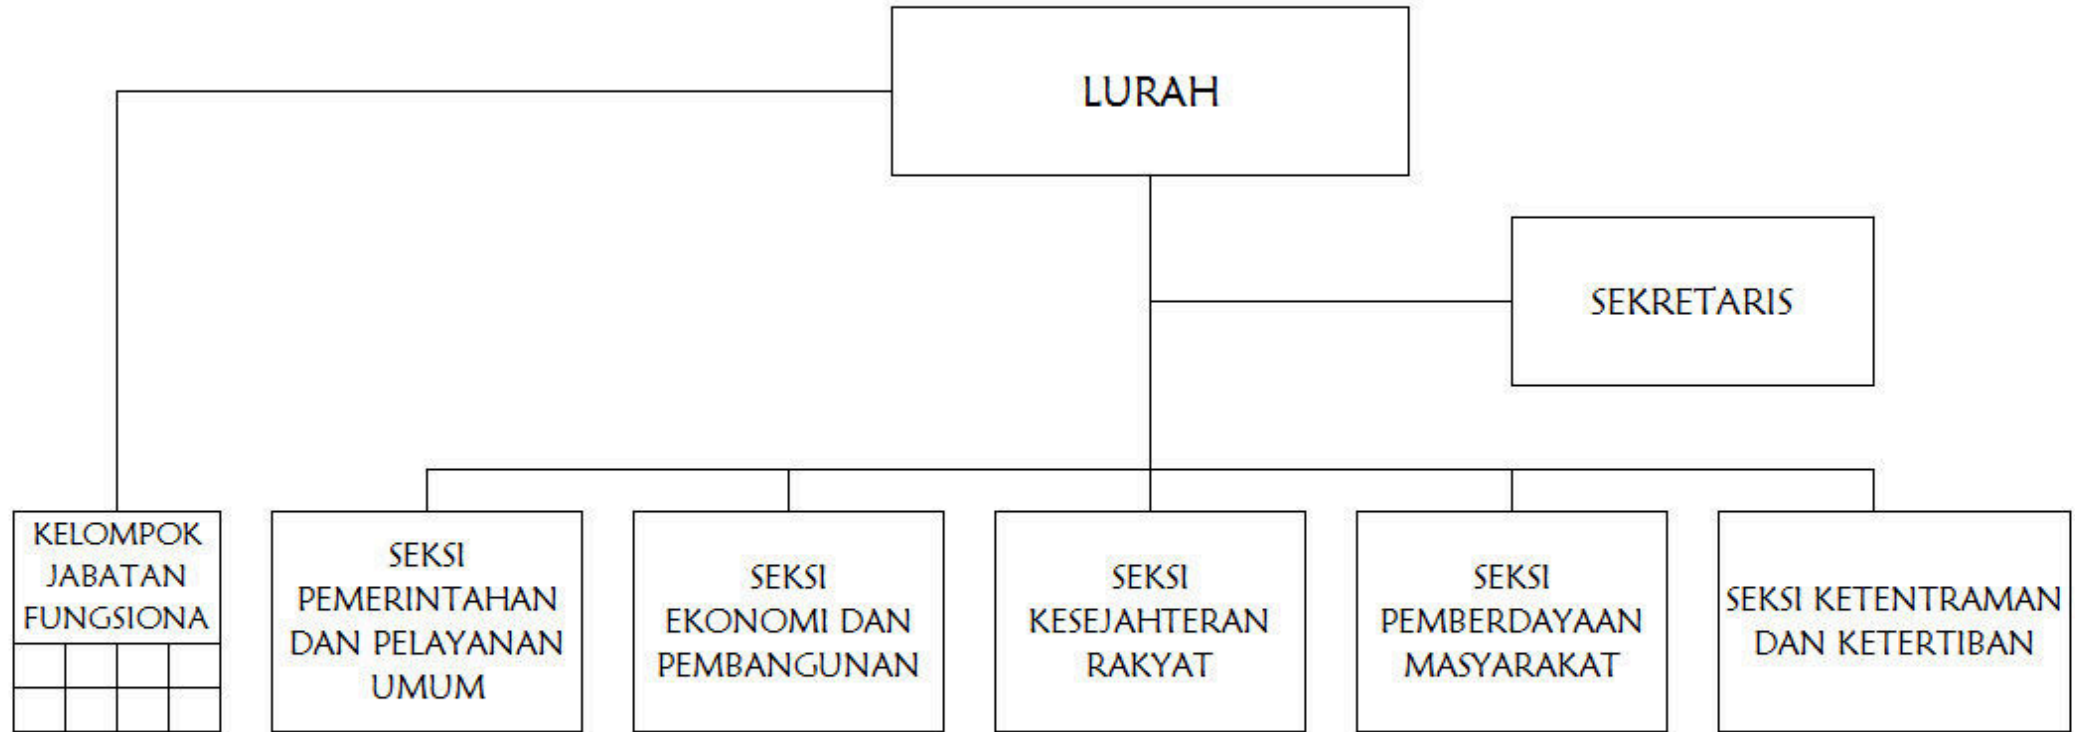 LURAH
SEKRETARIS
KELOMPOK
JABATAN
FUNGSIONA
SEKSI
PEMERINTAHAN
DAN PELAYANAN
UMUM
SEKSI
EKONOMI DAN
PEMBANGUNAN
SEKSI
KESEJAHTERAN
RAKYAT
SEKSI
PEMBERDAYAAN
MASYARAKAT
SEKSI KETENTRAMAN
DAN KETERTIBAN